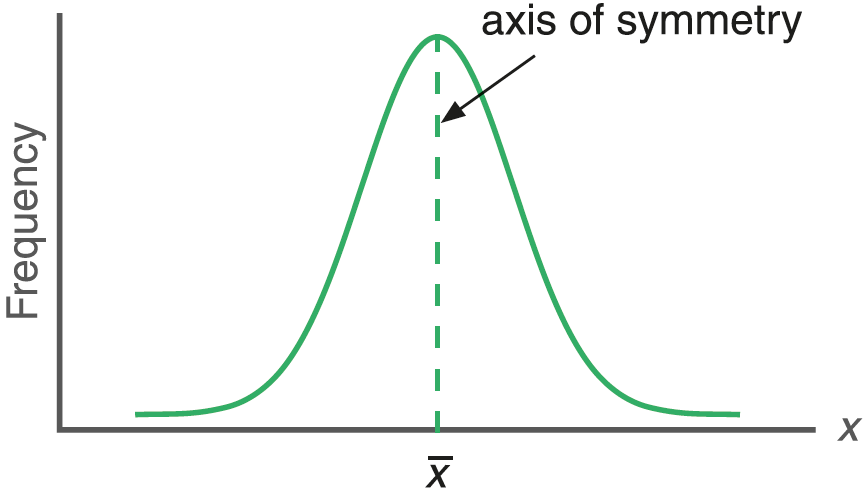 axis of symmetry
Frequency
x
x̅